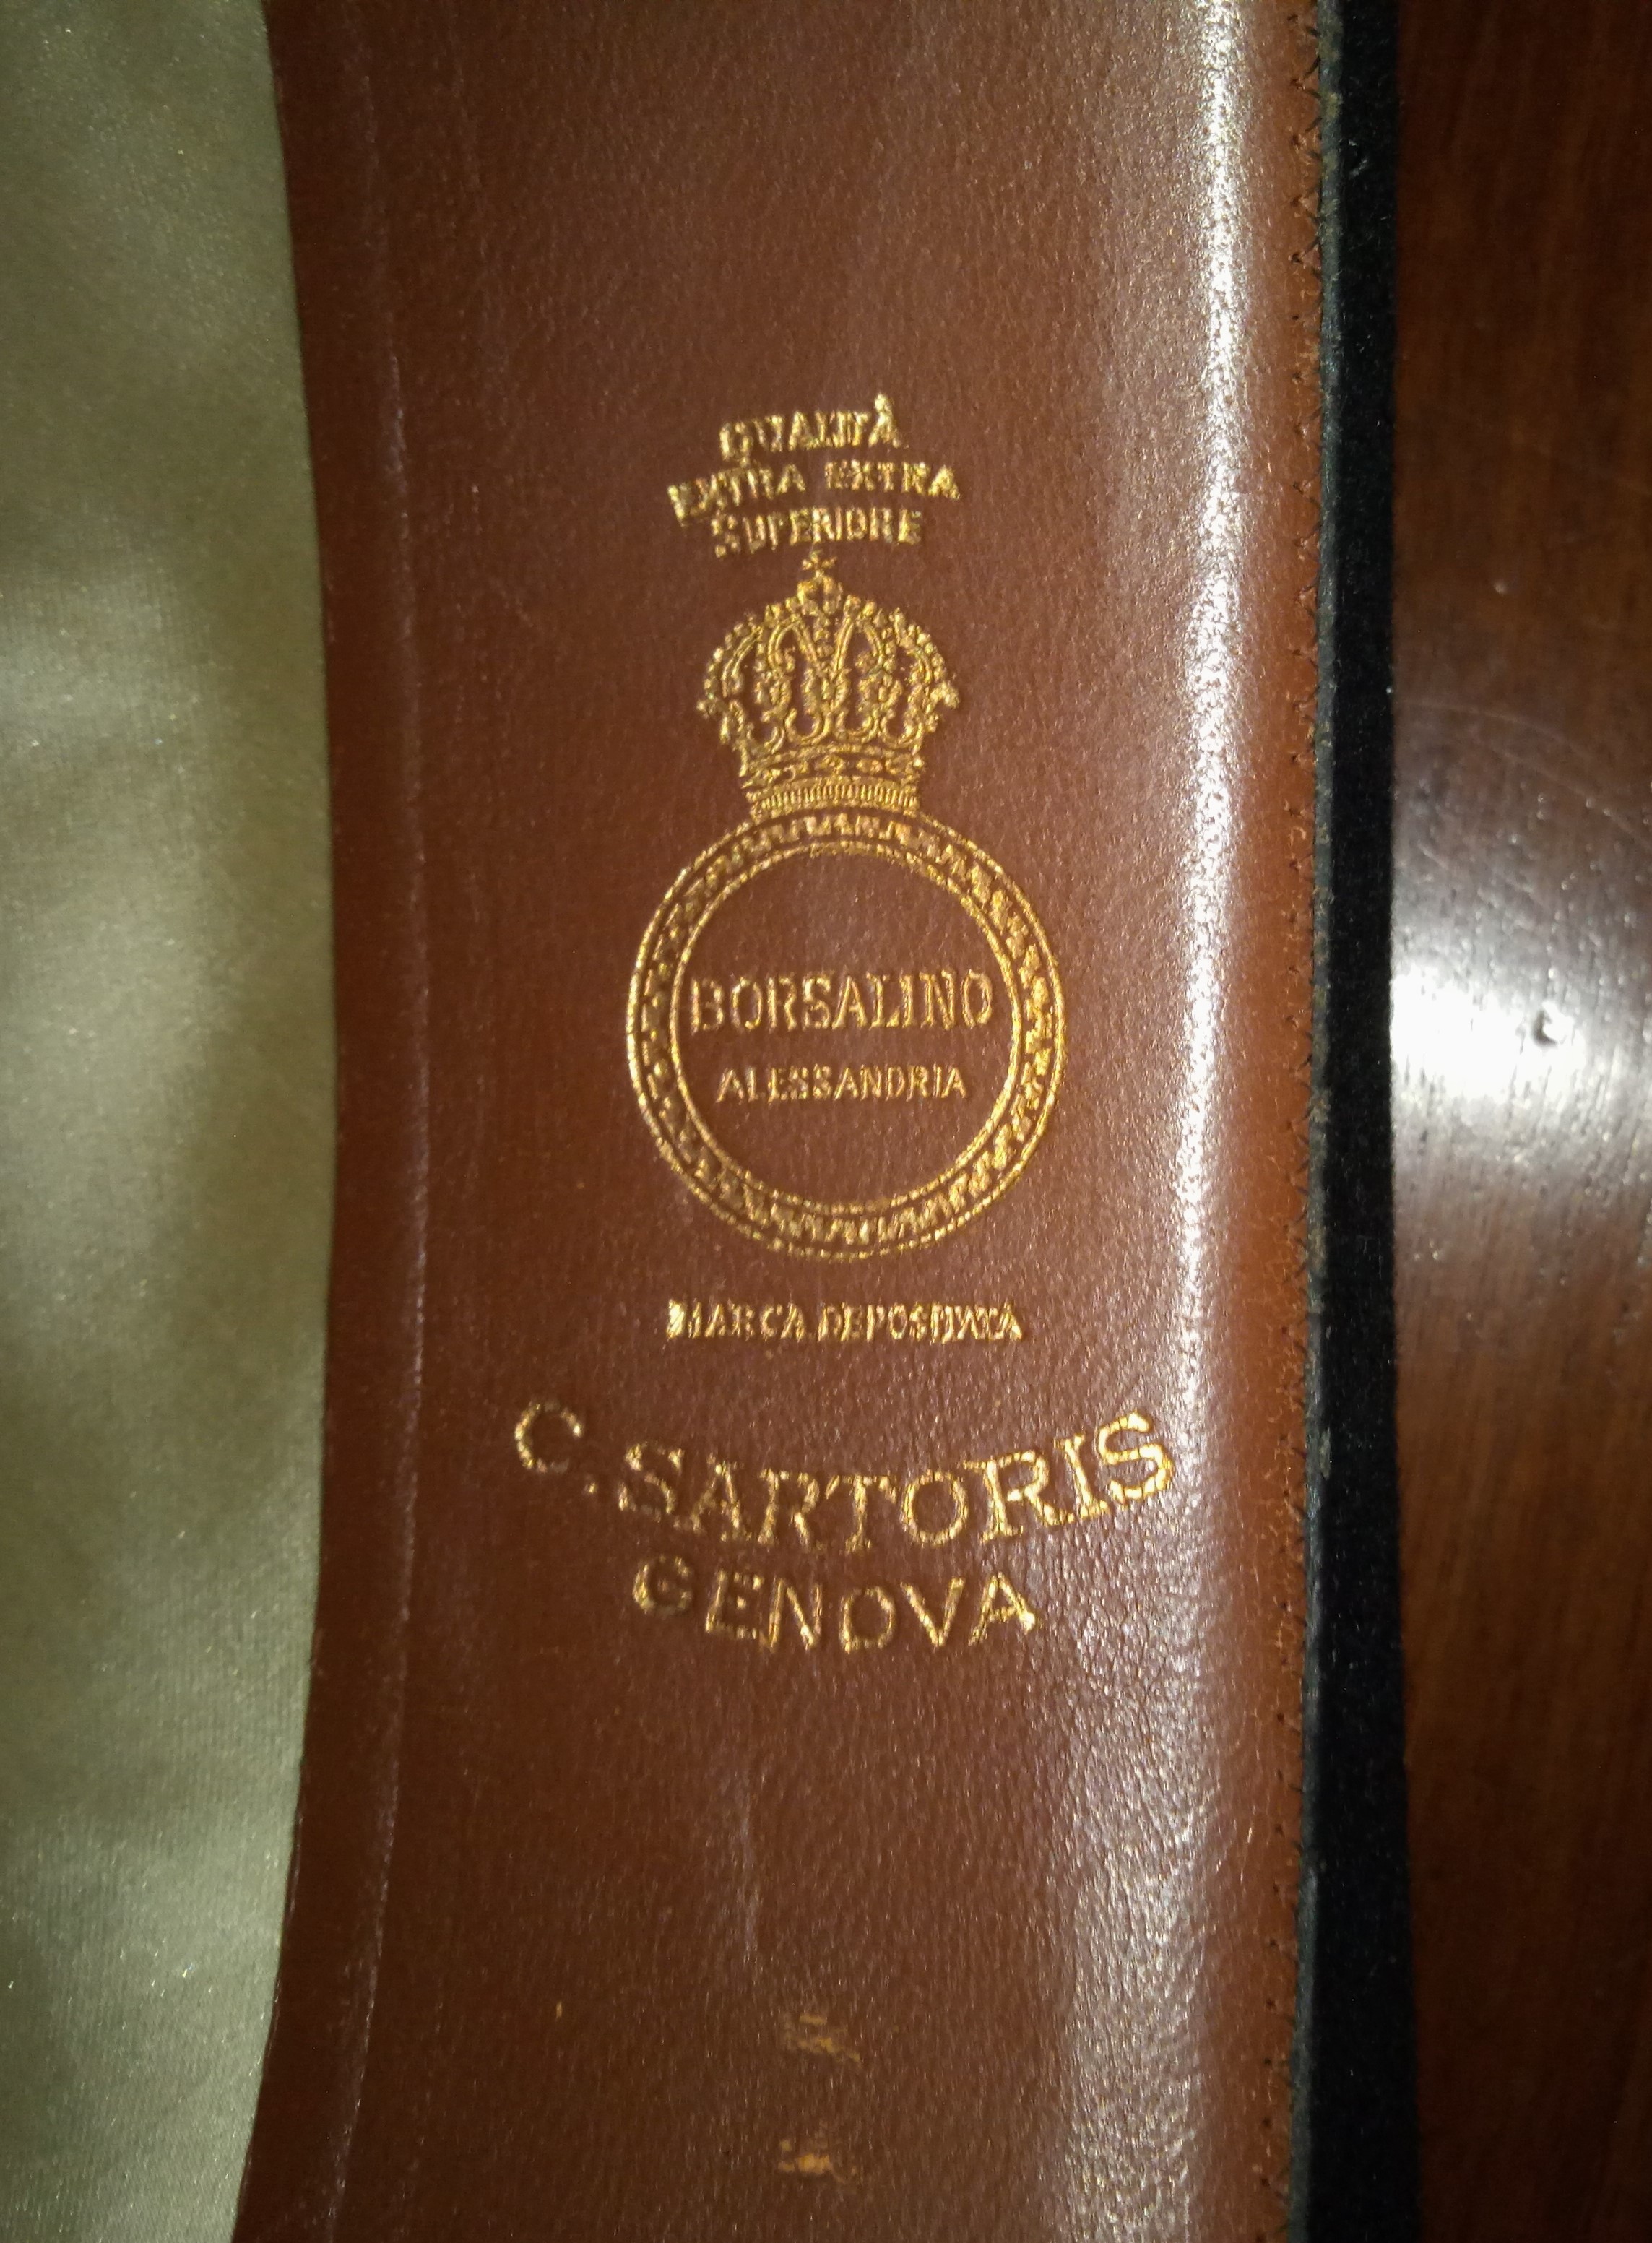 QUALITÀ
EXTRA EXTRA
SUPERIORE
BORSALINO
ALESSANDRIA
MARCA DEPOSITATA
C. SARTORIS
GENOVA